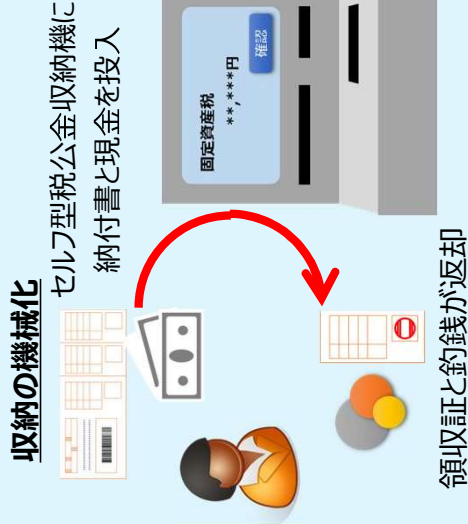 収納の機械化
セルフ型税公金収納機に
納付書と現金を投入
固定資産税
**,***円
確認
領収証と釣銭が返却